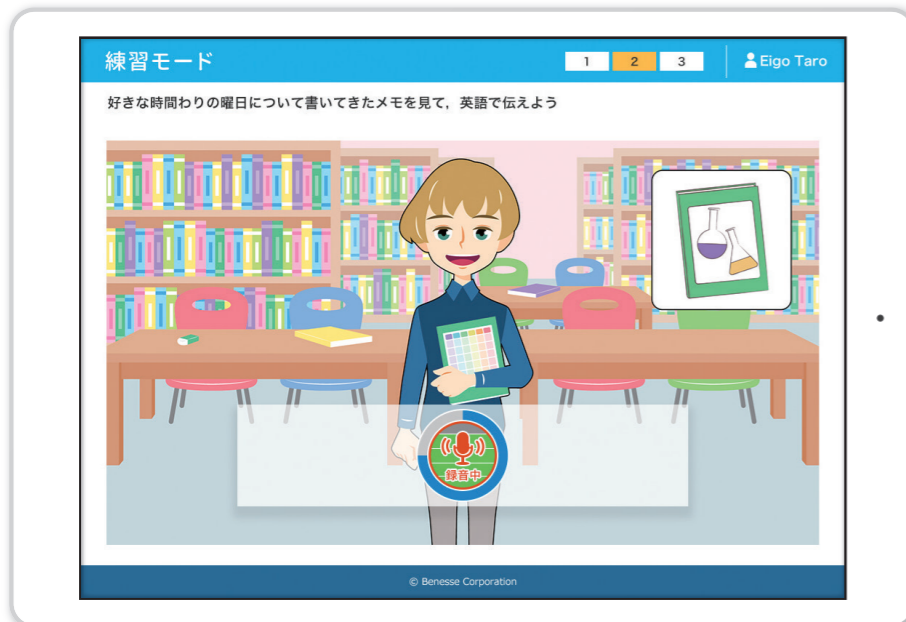 練習モード
1 2 3
Eigo Taro
好きな時間わりの曜日について書いてきたメモを見て，英語で伝えよう
録音中
© Benesse Corporation